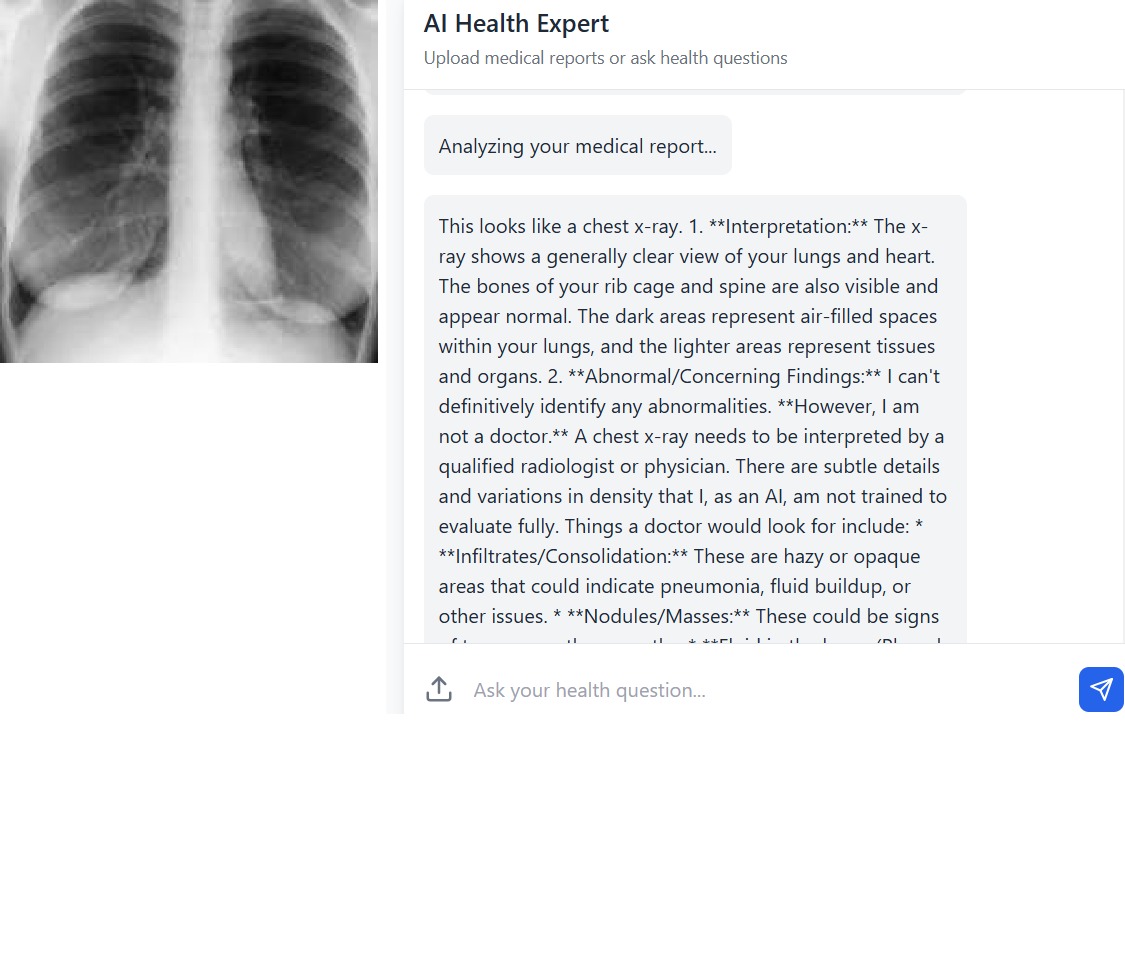 AI Health Expert
Upload medical reports or ask health questions
Analyzing your medical report...
This looks like a chest x-ray. 1. **Interpretation:** The x-
ray shows a generally clear view of your lungs and heart.
The bones of your rib cage and spine are also visible and
appear normal. The dark areas represent air-filled spaces
within your lungs, and the lighter areas represent tissues
and organs. 2. **Abnormal/Concerning Findings:** I can't
definitively identify any abnormalities. **However, I am
not a doctor.** A chest x-ray needs to be interpreted by a
qualified radiologist or physician. There are subtle details
and variations in density that I, as an AI, am not trained to
evaluate fully. Things a doctor would look for include: *
**Infiltrates/Consolidation:** These are hazy or opaque
areas that could indicate pneumonia, fluid buildup, or
other issues. * **Nodules/Masses:** These could be signs
Ask your health question...